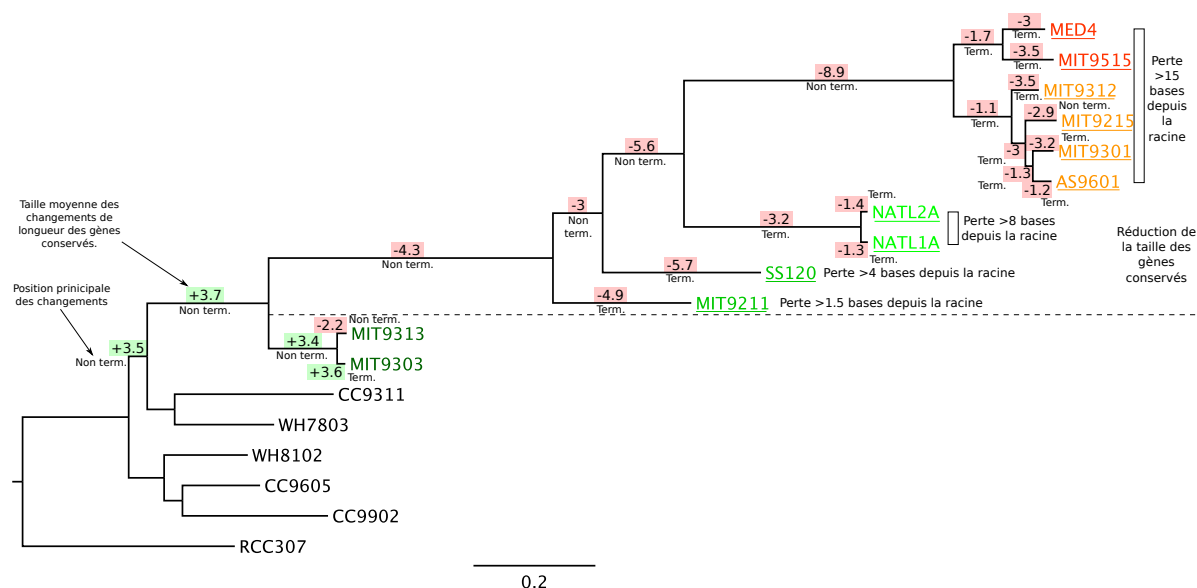 -3
Term.
MED4
-1.7
Term.
-3.5
Term.
MIT9515
-8.9
Non term.
-3.5
Term.
MIT9312
Non term.
-1.1
Term.
-2.9
MIT9215
Term.
-3
-3.2
MIT9301
Term.
-1.3
Term.
-1.2
AS9601
Term.
Perte
>15
bases
depuis
la
racine
-5.6
Non term.
-3
Non
term.
-3.2
Term.
Term.
-1.4
NATL2A
-1.3
NATL1A
Term.
Perte >8 bases
depuis la racine
-5.7
Term.
SS120
Perte >4 bases depuis la racine
-4.9
Term.
MIT9211
Perte >1.5 bases depuis la racine
Réduction de
la taille des
gènes
conservés
Taille moyenne des
changements de
longueur des gènes
conservés.
-4.3
Non term.
+3.7
Non term.
Position prinicipale
des changements
+3.5
Non term.
Non term.
-2.2
MIT9313
+3.4
Non term.
+3.6
MIT9303
Term.
CC9311
WH7803
WH8102
CC9605
CC9902
RCC307
0.2